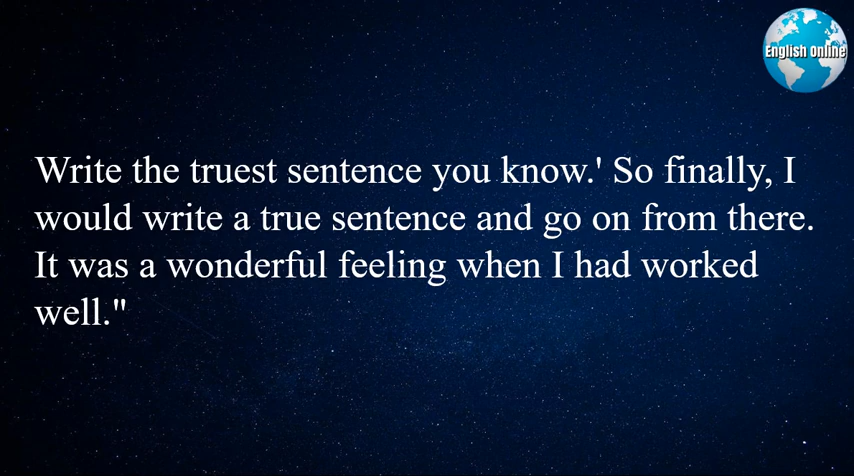 English Online
Write the truest sentence you know.' So finally, I
would write a true sentence and go on from there.
It was a wonderful feeling when I had worked
well."